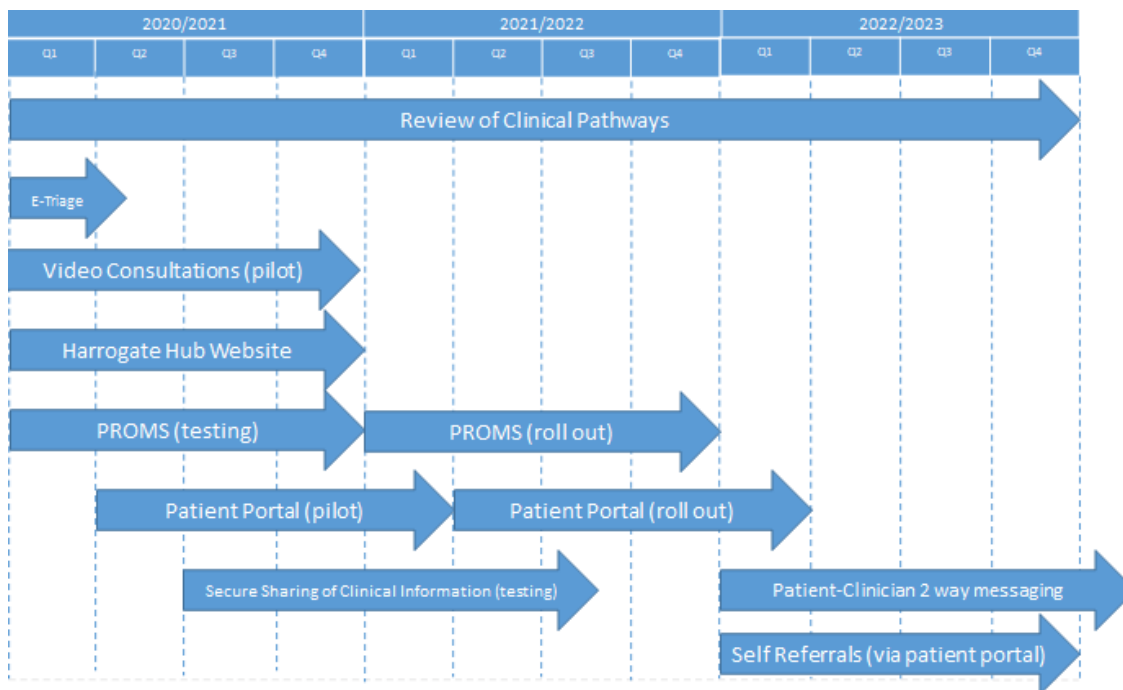 2020/2021 2021/2022 2022/2023
Q1 Q2 Q3 Q4 Q1 Q2 Q3 Q4 Q1 Q2 Q3 Q4
Review of Clinical Pathways
E-Triage
Video Consultations (pilot)
Harrogate Hub Website
PROMS (testing) PROMS (roll out)
Patient Portal (pilot) Patient Portal (roll out)
Secure Sharing of Clinical Information (testing) Patient-Clinician 2 way messaging
Self Referrals (via patient portal)